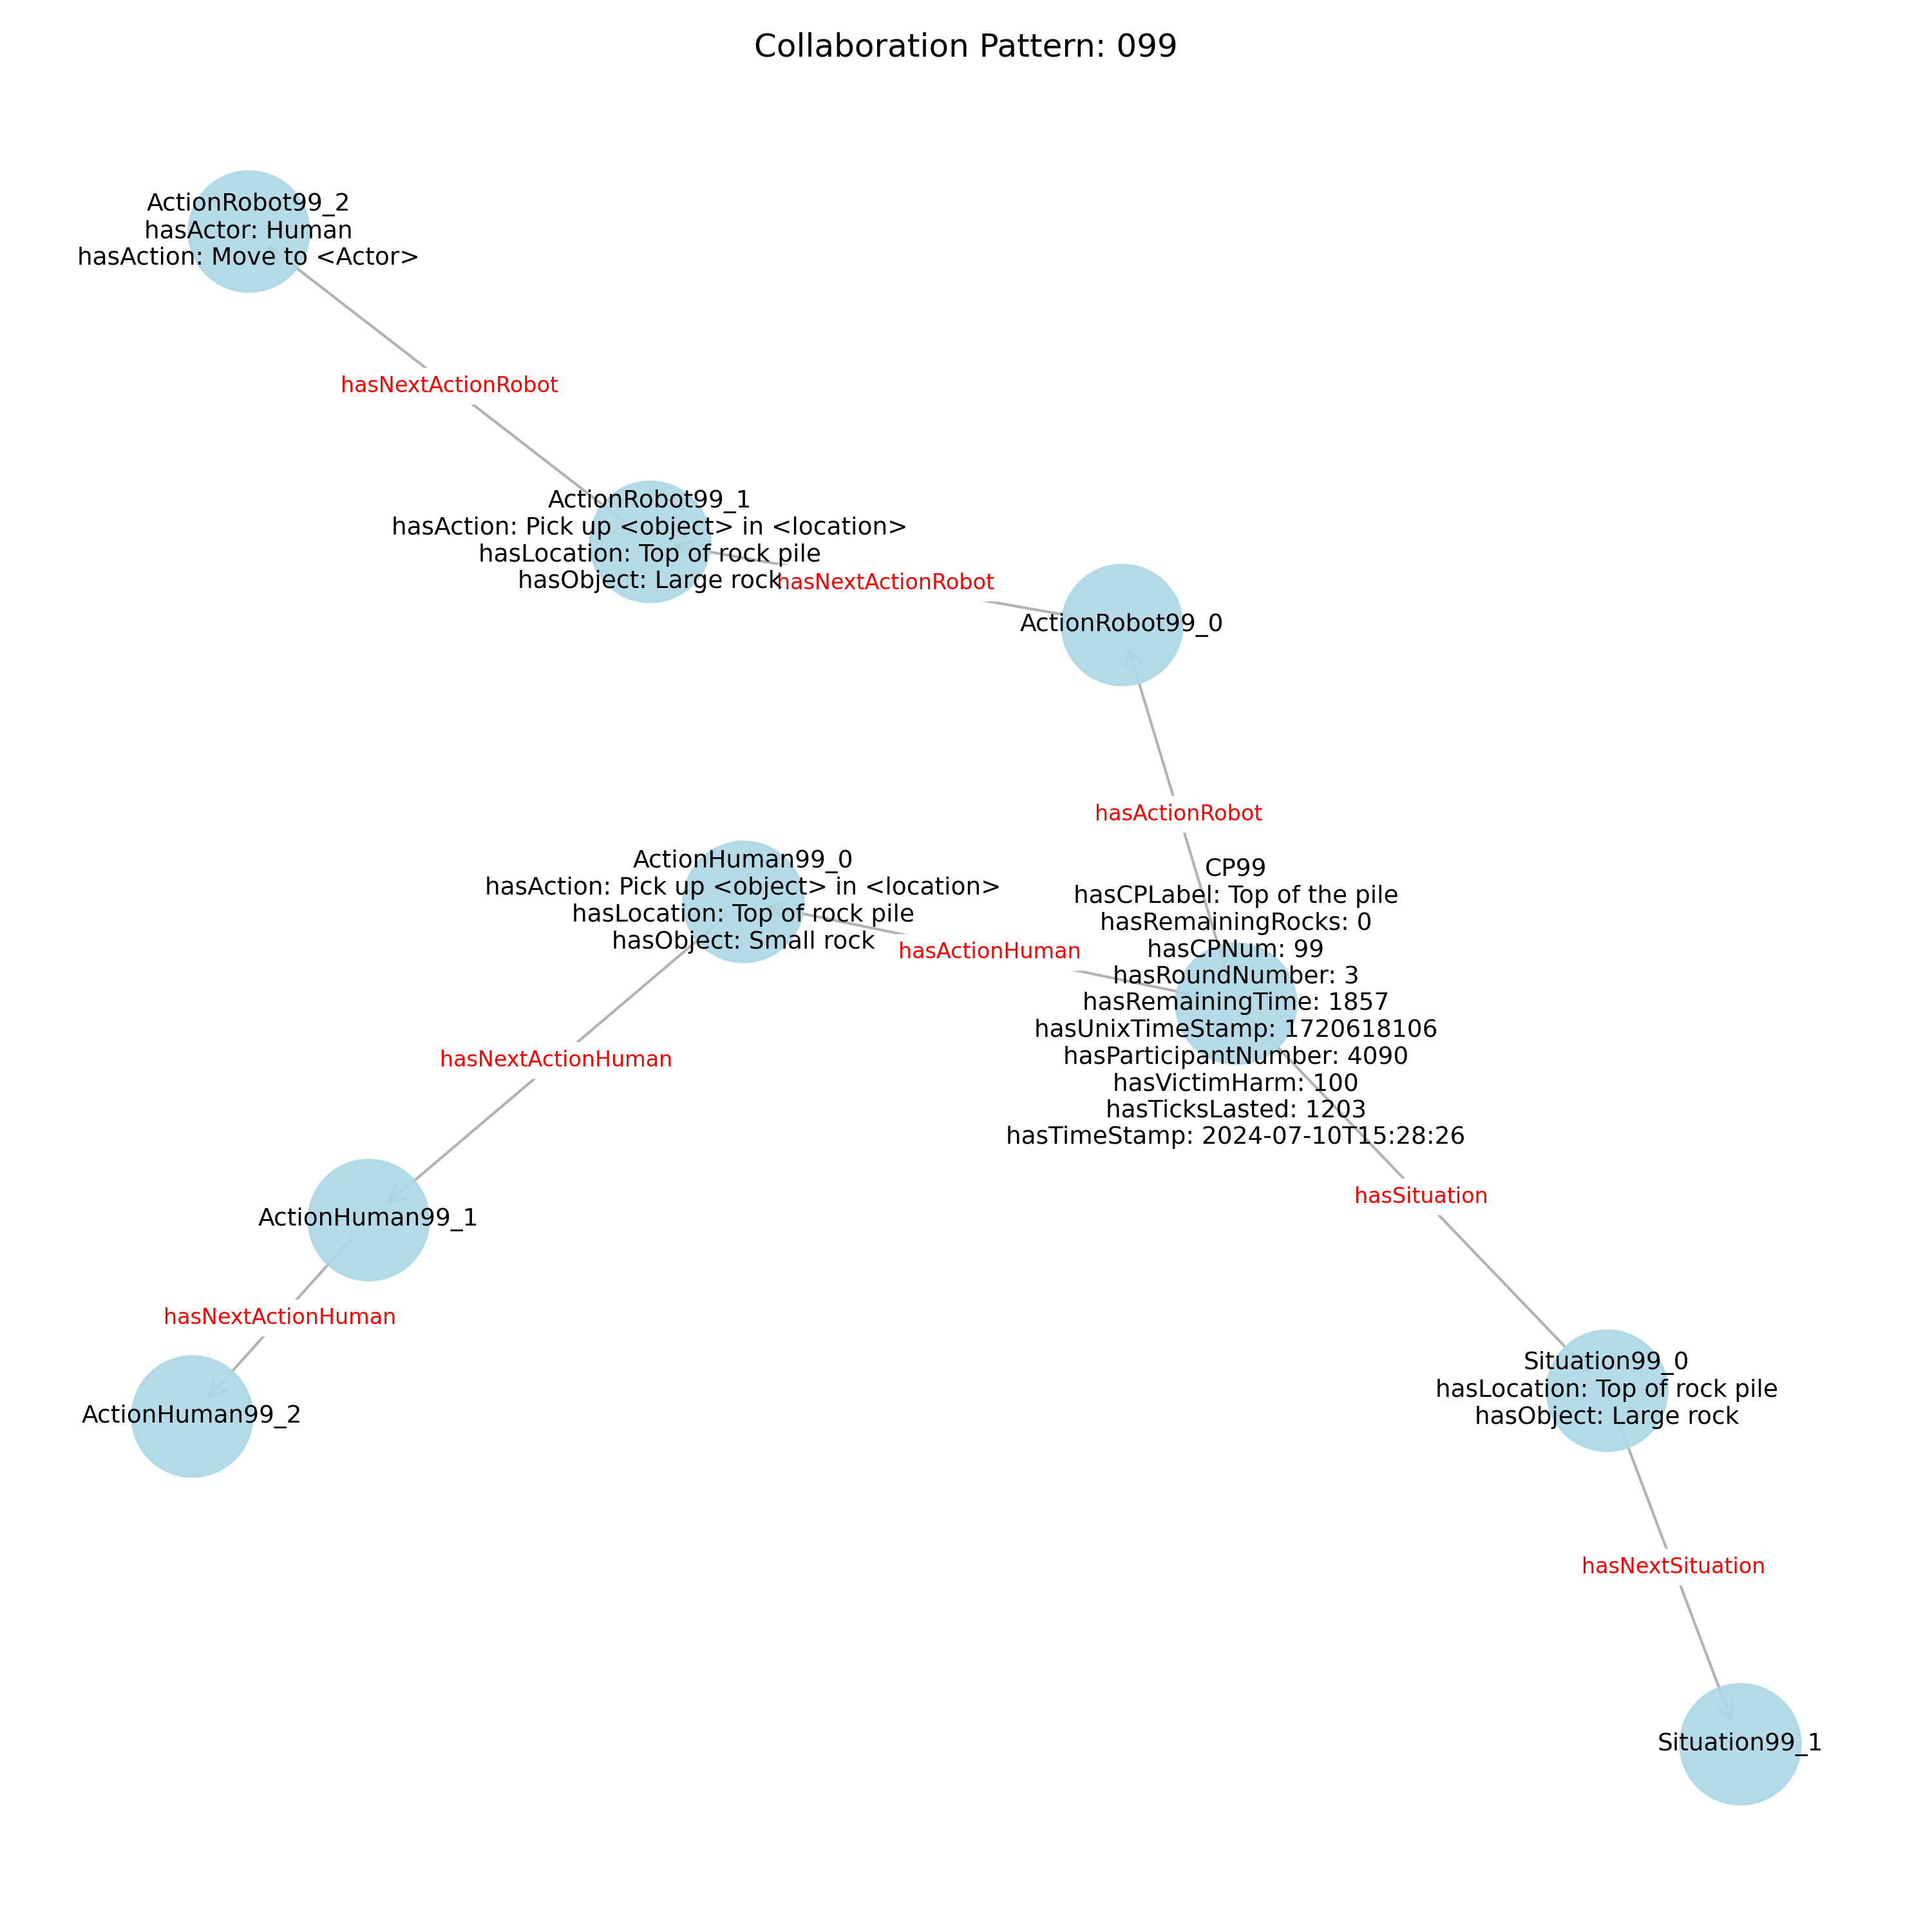 Collaboration Pattern: 099
ActionRobot99_2
hasActor: Human
hasAction: Move to <Actor>
hasNextActionRobot
ActionRobot99_1
hasAction: Pick up <object> in <location>
hasLocation: Top of rock pile
hasObject: Large rock
hasNextActionRobot
ActionRobot99_0
hasActionRobot
ActionHuman99_0
hasAction: Pick up <object> in <location>
hasLocation: Top of rock pile
hasObject: Small rock
hasActionHuman
CP99
hasCPLabel: Top of the pile
hasRemainingRocks: 0
hasCPNum: 99
hasRoundNumber: 3
hasRemainingTime: 1857
hasUnixTimeStamp: 1720618106
hasParticipantNumber: 4090
hasVictimHarm: 100
hasTicksLasted: 1203
hasTimeStamp: 2024-07-10T15:28:26
hasNextActionHuman
ActionHuman99_1
hasSituation
hasNextActionHuman
ActionHuman99_2
Situation99_0
hasLocation: Top of rock pile
hasObject: Large rock
hasNextSituation
Situation99_1